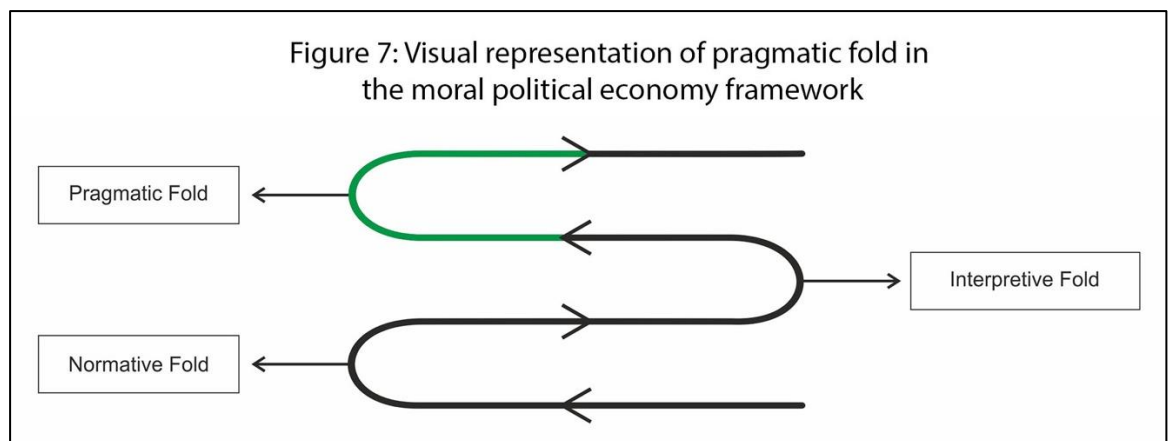 Figure 7: Visual representation of pragmatic fold in
the moral political economy framework
Pragmatic Fold
Interpretive Fold
Normative Fold